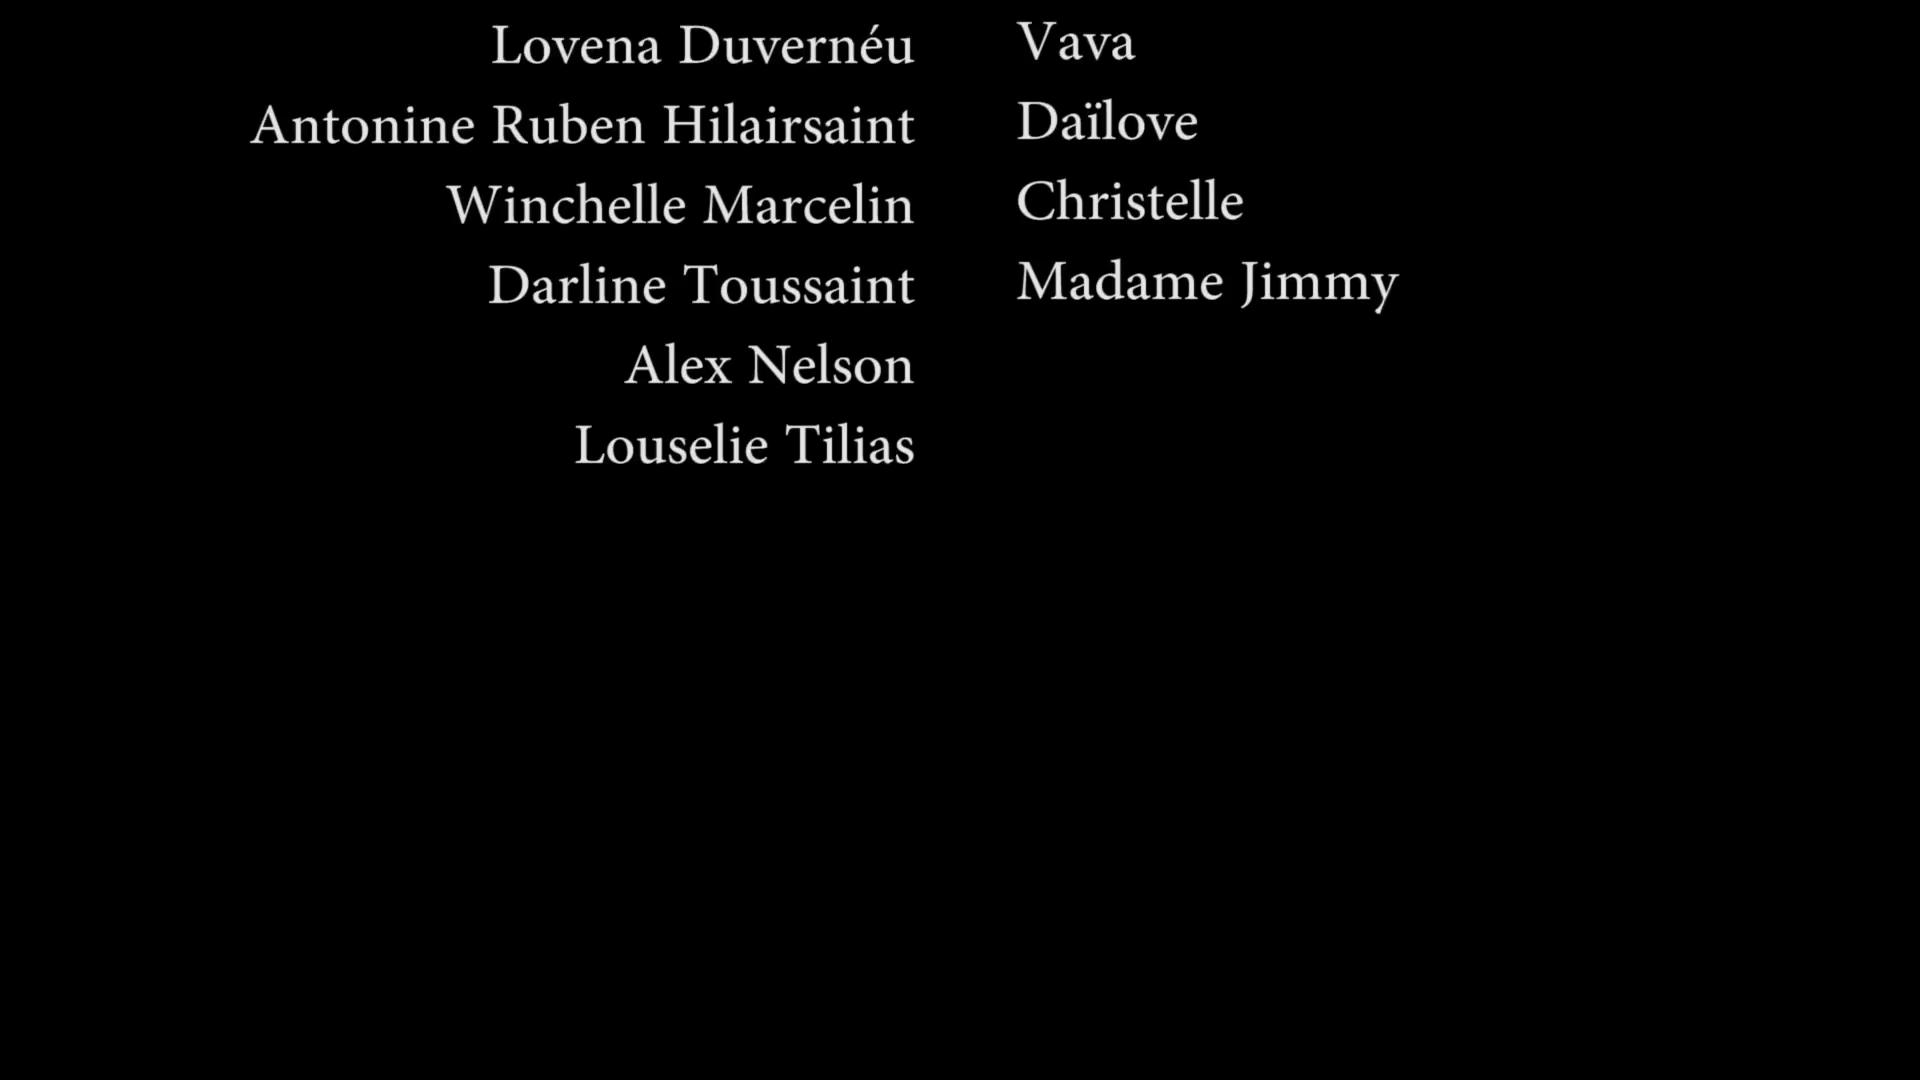 Lovena Duvernéu Vava
Antonine Ruben Hilairsaint Daïlove
Winchelle Marcelin Christelle
Darline Toussaint Madame Jimmy
Alex Nelson
Louselie Tilias